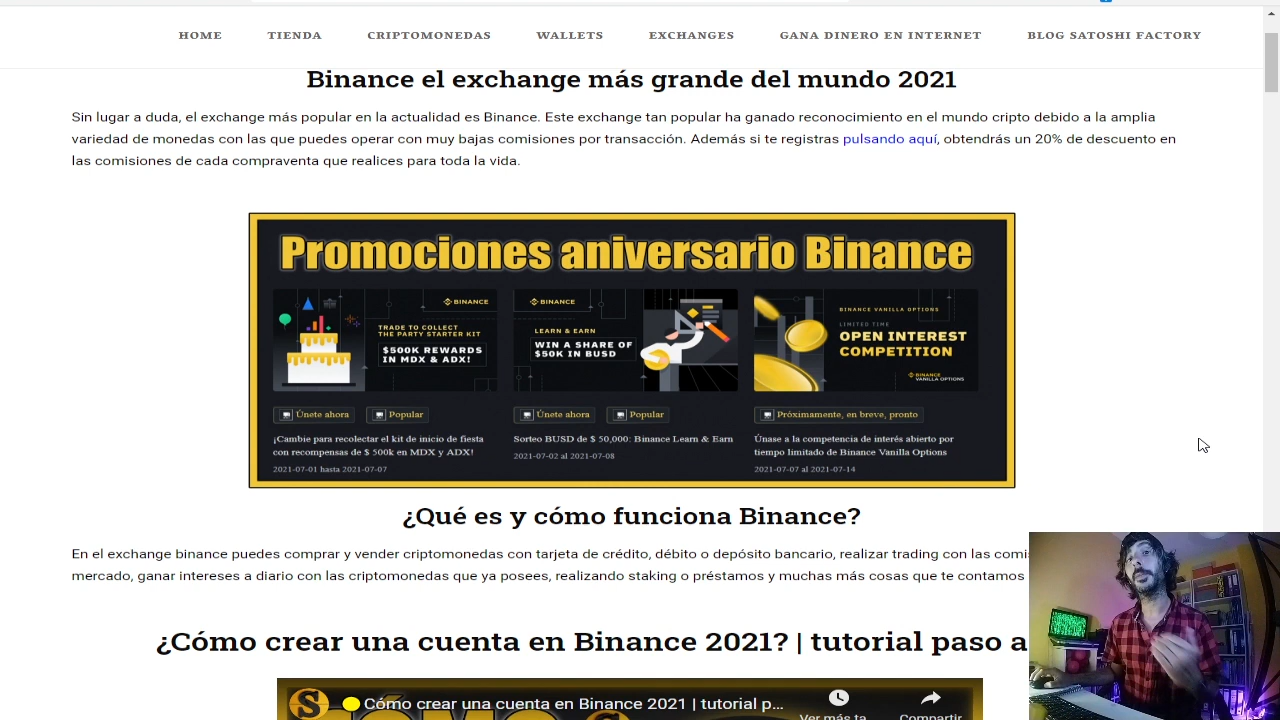 HOME TIENDA CRIPTOMONEDAS WALLETS EXCHANGES GANA DINERO EN INTERNET BLOG SATOSHI FACTORY
Binance el exchange más grande del mundo 2021
Sin lugar a duda, el exchange más popular en la actualidad es Binance. Este exchange tan popular ha ganado reconocimiento en el mundo cripto debido a la amplia
variedad de monedas con las que puedes operar con muy bajas comisiones por transacción. Además si te registras pulsando aquí, obtendrás un 20% de descuento en
las comisiones de cada compraventa que realices para toda la vida.
Promociones aniversario Binance
BINANCE
TRADE TO COLLECT
THE PARTY STARTER KIT
$500K REWARDS
IN MDX & ADX!
Únete ahora Popular
¡Cambie para recolectar el kit de inicio de fiesta
con recompensas de $ 500k en MDX y ADX!
2021-07-01 hasta 2021-07-07
BINANCE
LEARN & EARN
WIN A SHARE OF
$50K IN BUSD
Únete ahora Popular
Sorteo BUSD de $ 50,000: Binance Learn & Earn
2021-07-02 al 2021-07-08
BINANCE VANILLA OPTIONS
LIMITED TIME
OPEN INTEREST
COMPETITION
BINANCE
VANILLA OPTIONS
Próximamente, en breve, pronto
Únase a la competencia de interés abierto por
tiempo limitado de Binance Vanilla Options
2021-07-07 al 2021-07-14
¿Qué es y cómo funciona Binance?
En el exchange binance puedes comprar y vender criptomonedas con tarjeta de crédito, débito o depósito bancario, realizar trading con las comis
mercado, ganar intereses a diario con las criptomonedas que ya posees, realizando staking o préstamos y muchas más cosas que te contamos
¿Cómo crear una cuenta en Binance 2021? | tutorial paso a
Cómo crear una cuenta en Binance 2021 | tutorial p...
Ver más ta... Compartir